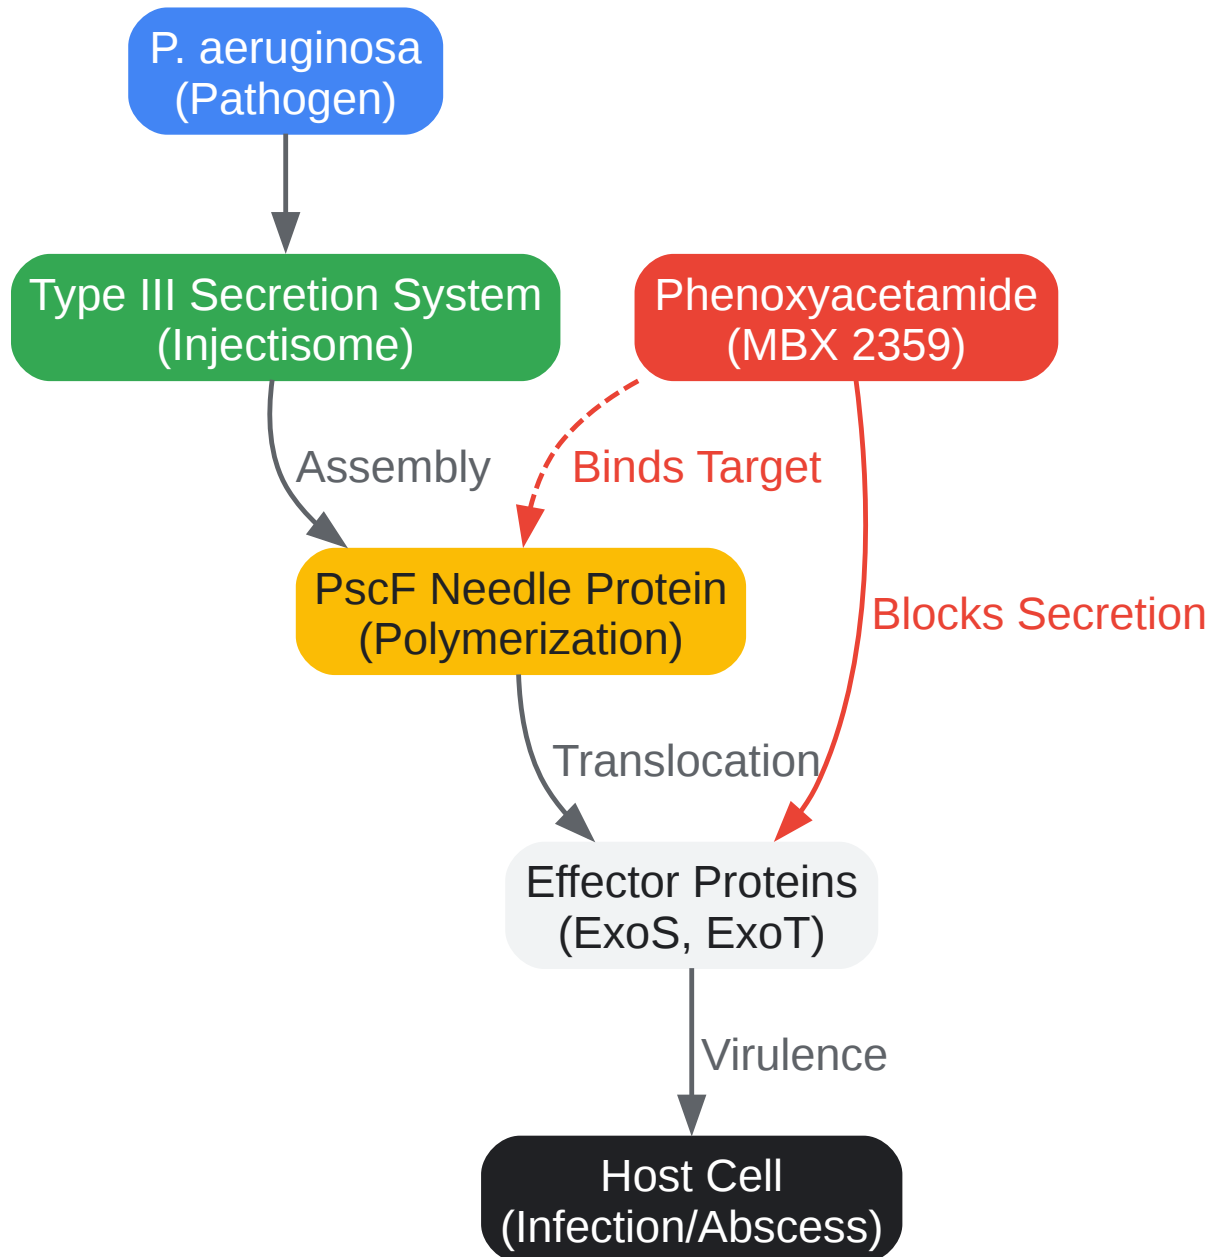 P. aeruginosa
(Pathogen)
Type III Secretion System
(Injectisome)
Phenoxyacetamide
(MBX 2359)
Assembly
Binds Target
PscF Needle Protein
(Polymerization)
Blocks Secretion
Translocation
Effector Proteins
(ExoS, ExoT)
Virulence
Host Cell
(Infection/Abscess)